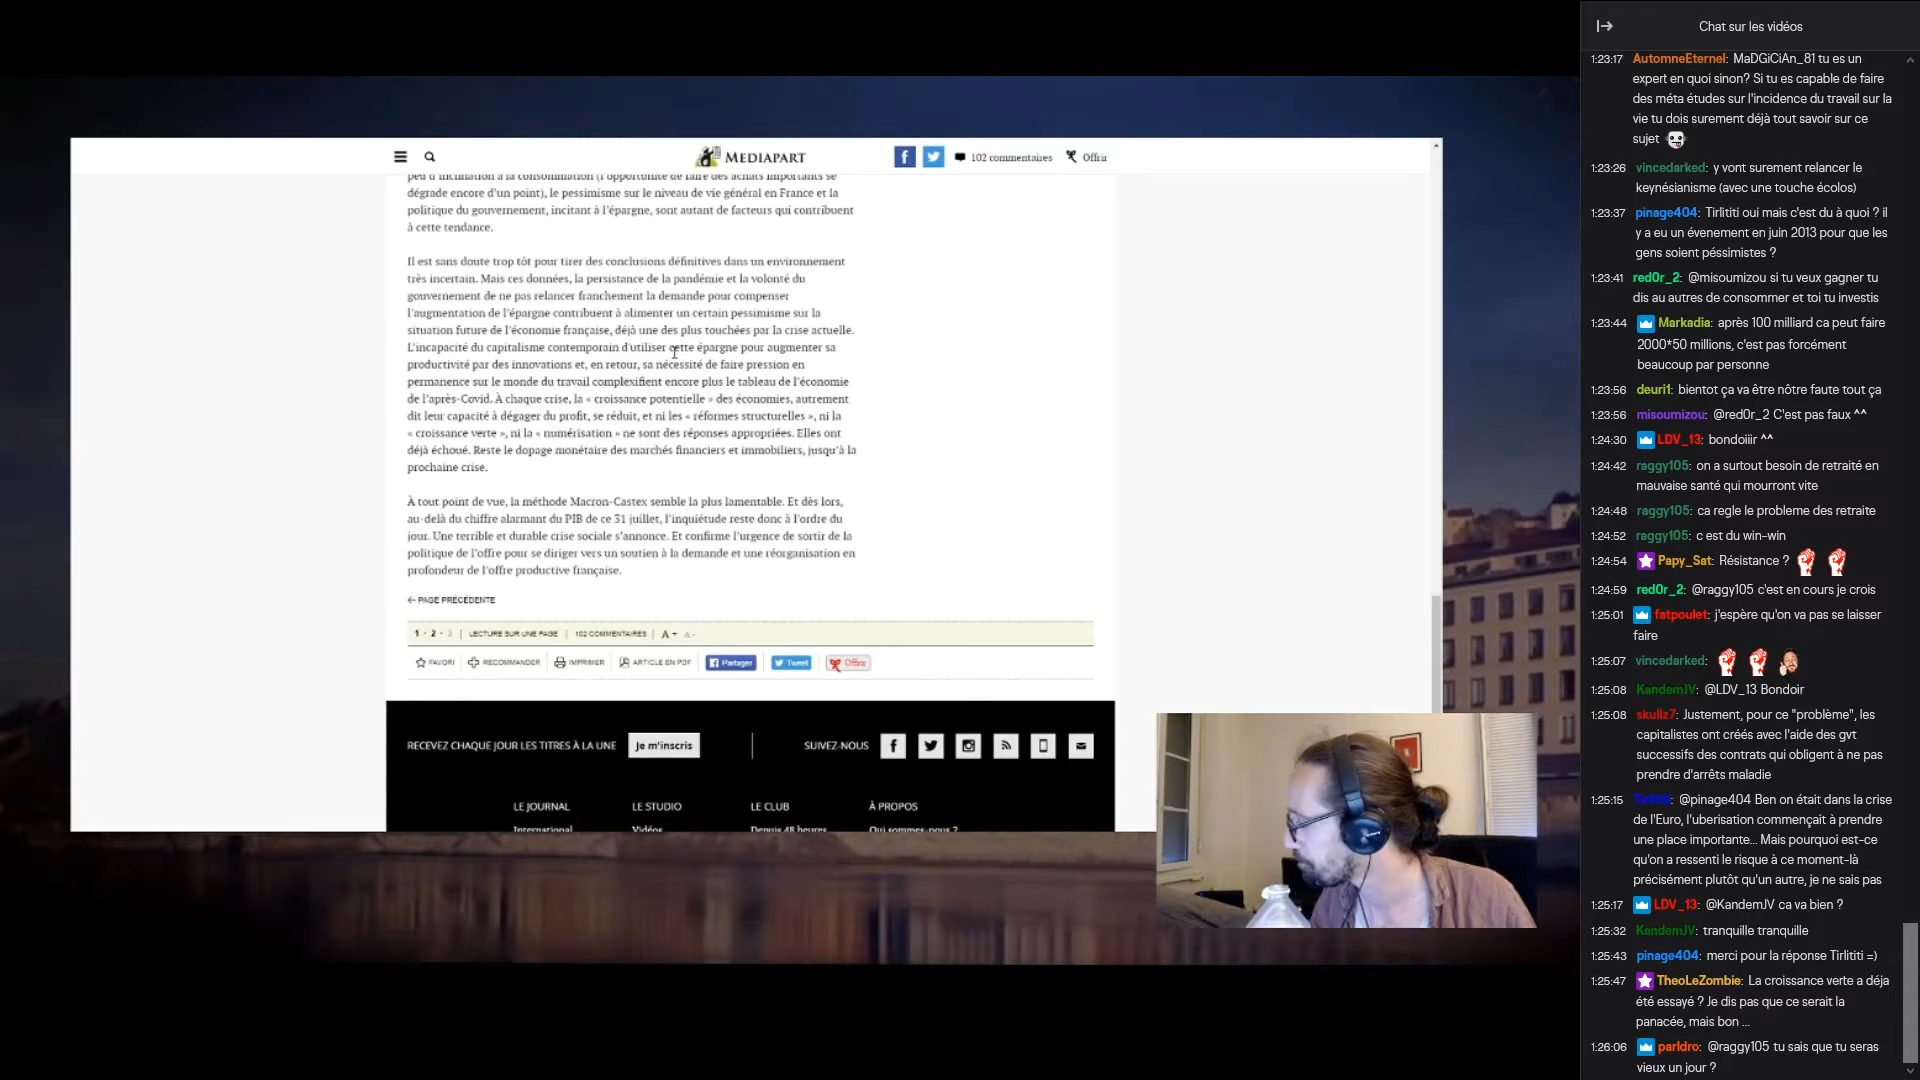 MEDIAPART
102 commentaires
Offrir
peu d'inclination à la consommation (l'opportunité de faire des achats importants se
dégrade encore d'un point), le pessimisme sur le niveau de vie général en France et la
politique du gouvernement, incitant à l'épargne, sont autant de facteurs qui contribuent
à cette tendance.
Il est sans doute trop tôt pour tirer des conclusions définitives dans un environnement
très incertain. Mais ces données, la persistance de la pandémie et la volonté du
gouvernement de ne pas relancer franchement la demande pour compenser
l'augmentation de l'épargne contribuent à alimenter un certain pessimisme sur la
situation future de l'économie française, déjà une des plus touchées par la crise actuelle.
L'incapacité du capitalisme contemporain d'utiliser cette épargne pour augmenter sa
productivité par des innovations et, en retour, sa nécessité de faire pression en
permanence sur le monde du travail complexifient encore plus le tableau de l'économie
de l'après-Covid. À chaque crise, la « croissance potentielle » des économies, autrement
dit leur capacité à dégager du profit, se réduit, et ni les « réformes structurelles », ni la
« croissance verte », ni la « numérisation » ne sont des réponses appropriées. Elles ont
déjà échoué. Reste le dopage monétaire des marchés financiers et immobiliers, jusqu'à la
prochaine crise.
À tout point de vue, la méthode Macron-Castex semble la plus lamentable. Et dès lors,
au-delà du chiffre alarmant du PIB de ce 31 juillet, l'inquiétude reste donc à l'ordre du
jour. Une terrible et durable crise sociale s'annonce. Et confirme l'urgence de sortir de la
politique de l'offre pour se diriger vers un soutien à la demande et une réorganisation en
profondeur de l'offre productive française.
← PAGE PRÉCÉDENTE
1 · 2 · 3 | LECTURE SUR UNE PAGE | 102 COMMENTAIRES | A+ A-
FAVORI RECOMMANDER IMPRIMER ARTICLE EN PDF Partager Tweet Offrir
RECEVEZ CHAQUE JOUR LES TITRES À LA UNE Je m'inscris SUIVEZ-NOUS
LE JOURNAL LE STUDIO LE CLUB À PROPOS
International Vidéos Depuis 48 heures Qui sommes-nous ?
Chat sur les vidéos
1:23:17 AutomneEternel: MaDGiCiAn_81 tu es un
expert en quoi sinon? Si tu es capable de faire
des méta études sur l'incidence du travail sur la
vie tu dois surement déjà tout savoir sur ce
sujet
1:23:26 vincedarked: y vont surement relancer le
keynésianisme (avec une touche écolos)
1:23:37 pinage404: Tirlititi oui mais c'est du à quoi ? il
y a eu un évenement en juin 2013 pour que les
gens soient péssimistes ?
1:23:41 red0r_2: @misoumizou si tu veux gagner tu
dis au autres de consommer et toi tu investis
1:23:44 Markadia: après 100 milliard ca peut faire
2000*50 millions, c'est pas forcément
beaucoup par personne
1:23:56 deuri1: bientot ça va être nôtre faute tout ça
1:23:56 misoumizou: @red0r_2 C'est pas faux ^^
1:24:30 LDV_13: bondoiiir ^^
1:24:42 raggy105: on a surtout besoin de retraité en
mauvaise santé qui mourront vite
1:24:48 raggy105: ca regle le probleme des retraite
1:24:52 raggy105: c est du win-win
1:24:54 Papy_Sat: Résistance ?
1:24:59 red0r_2: @raggy105 c'est en cours je crois
1:25:01 fatpoulet: j'espère qu'on va pas se laisser
faire
1:25:07 vincedarked:
1:25:08 KandemJV: @LDV_13 Bondoir
1:25:08 skullz7: Justement, pour ce "problème", les
capitalistes ont créés avec l'aide des gvt
successifs des contrats qui obligent à ne pas
prendre d'arrêts maladie
1:25:15 Tirlititi: @pinage404 Ben on était dans la crise
de l'Euro, l'uberisation commençait à prendre
une place importante... Mais pourquoi est-ce
qu'on a ressenti le risque à ce moment-là
précisément plutôt qu'un autre, je ne sais pas
1:25:17 LDV_13: @KandemJV ca va bien ?
1:25:32 KandemJV: tranquille tranquille
1:25:43 pinage404: merci pour la réponse Tirlititi =)
1:25:47 TheoLeZombie: La croissance verte a déja
été essayé ? Je dis pas que ce serait la
panacée, mais bon ...
1:26:06 parldro: @raggy105 tu sais que tu seras
vieux un jour ?